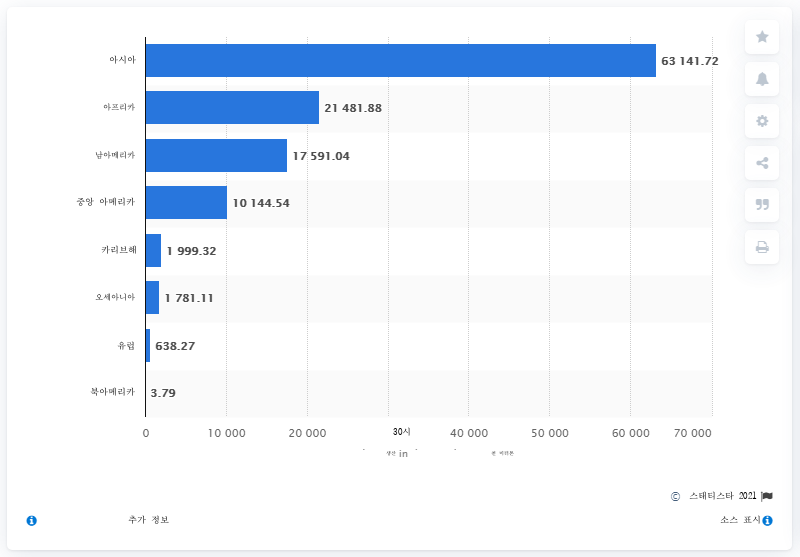 아시아 63 141.72
아프리카 21 481.88
남아메리카 17 591.04
중앙 아메리카 10 144.54
카리브해 1 999.32
오세아니아 1 781.11
유럽 638.27
북아메리카 3.79
0 10 000 20 000 30시 40 000 50 000 60 000 70 000
생산 in
© 스태티스타 2021
추가 정보 소스 표시